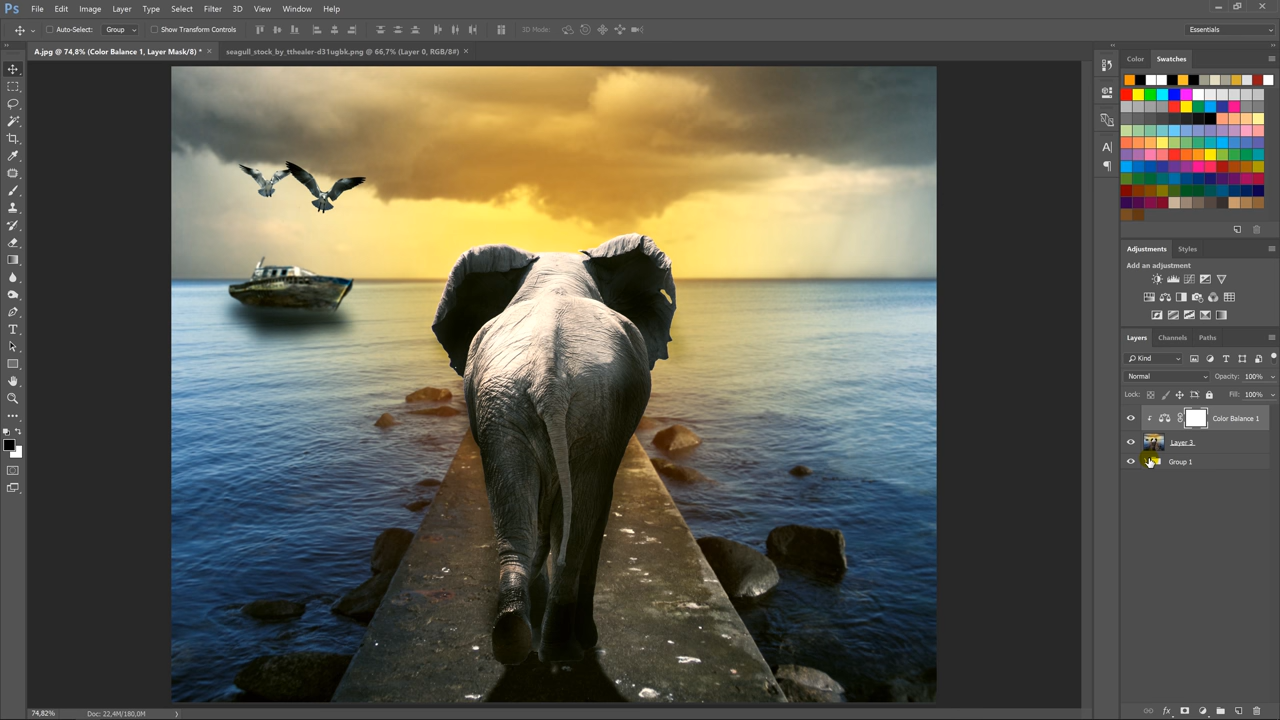 Ps File Edit Image Layer Type Select Filter 3D View Window Help
Auto-Select: Group Show Transform Controls 3D Mode: Essentials
A.jpg @ 74,8% (Color Balance 1, Layer Mask/8) * × seagull_stock_by_tthealer-d31ugbk.png @ 66,7% (Layer 0, RGB/8#) ×
Color Swatches
Adjustments Styles
Add an adjustment
Layers Channels Paths
Kind
Normal Opacity: 100%
Lock: Fill: 100%
Color Balance 1
Layer 3
Group 1
74,82% Doc: 22,4M/180,0M